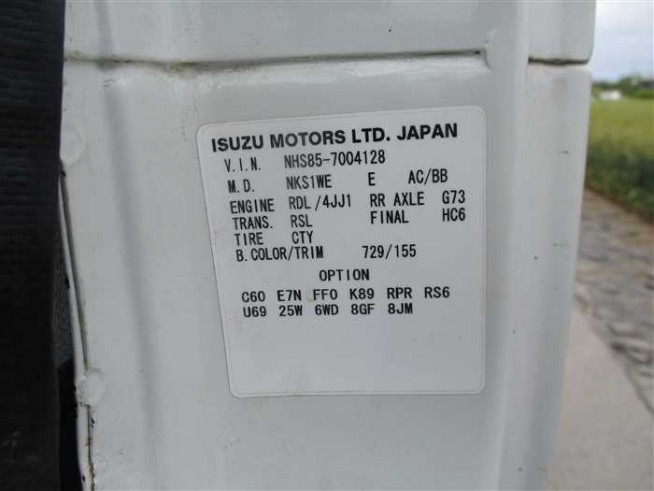 ISUZU MOTORS LTD. JAPAN
V.I.N. NHS85-7004128
M.D. NKS1WE E AC/BB
ENGINE RDL/4JJ1 RR AXLE G73
TRANS. RSL FINAL HC6
TIRE CTY
B.COLOR/TRIM 729/155
OPTION
C60 E7N FF0 K89 RPR RS6
U69 25W 6WD 8GF 8JM